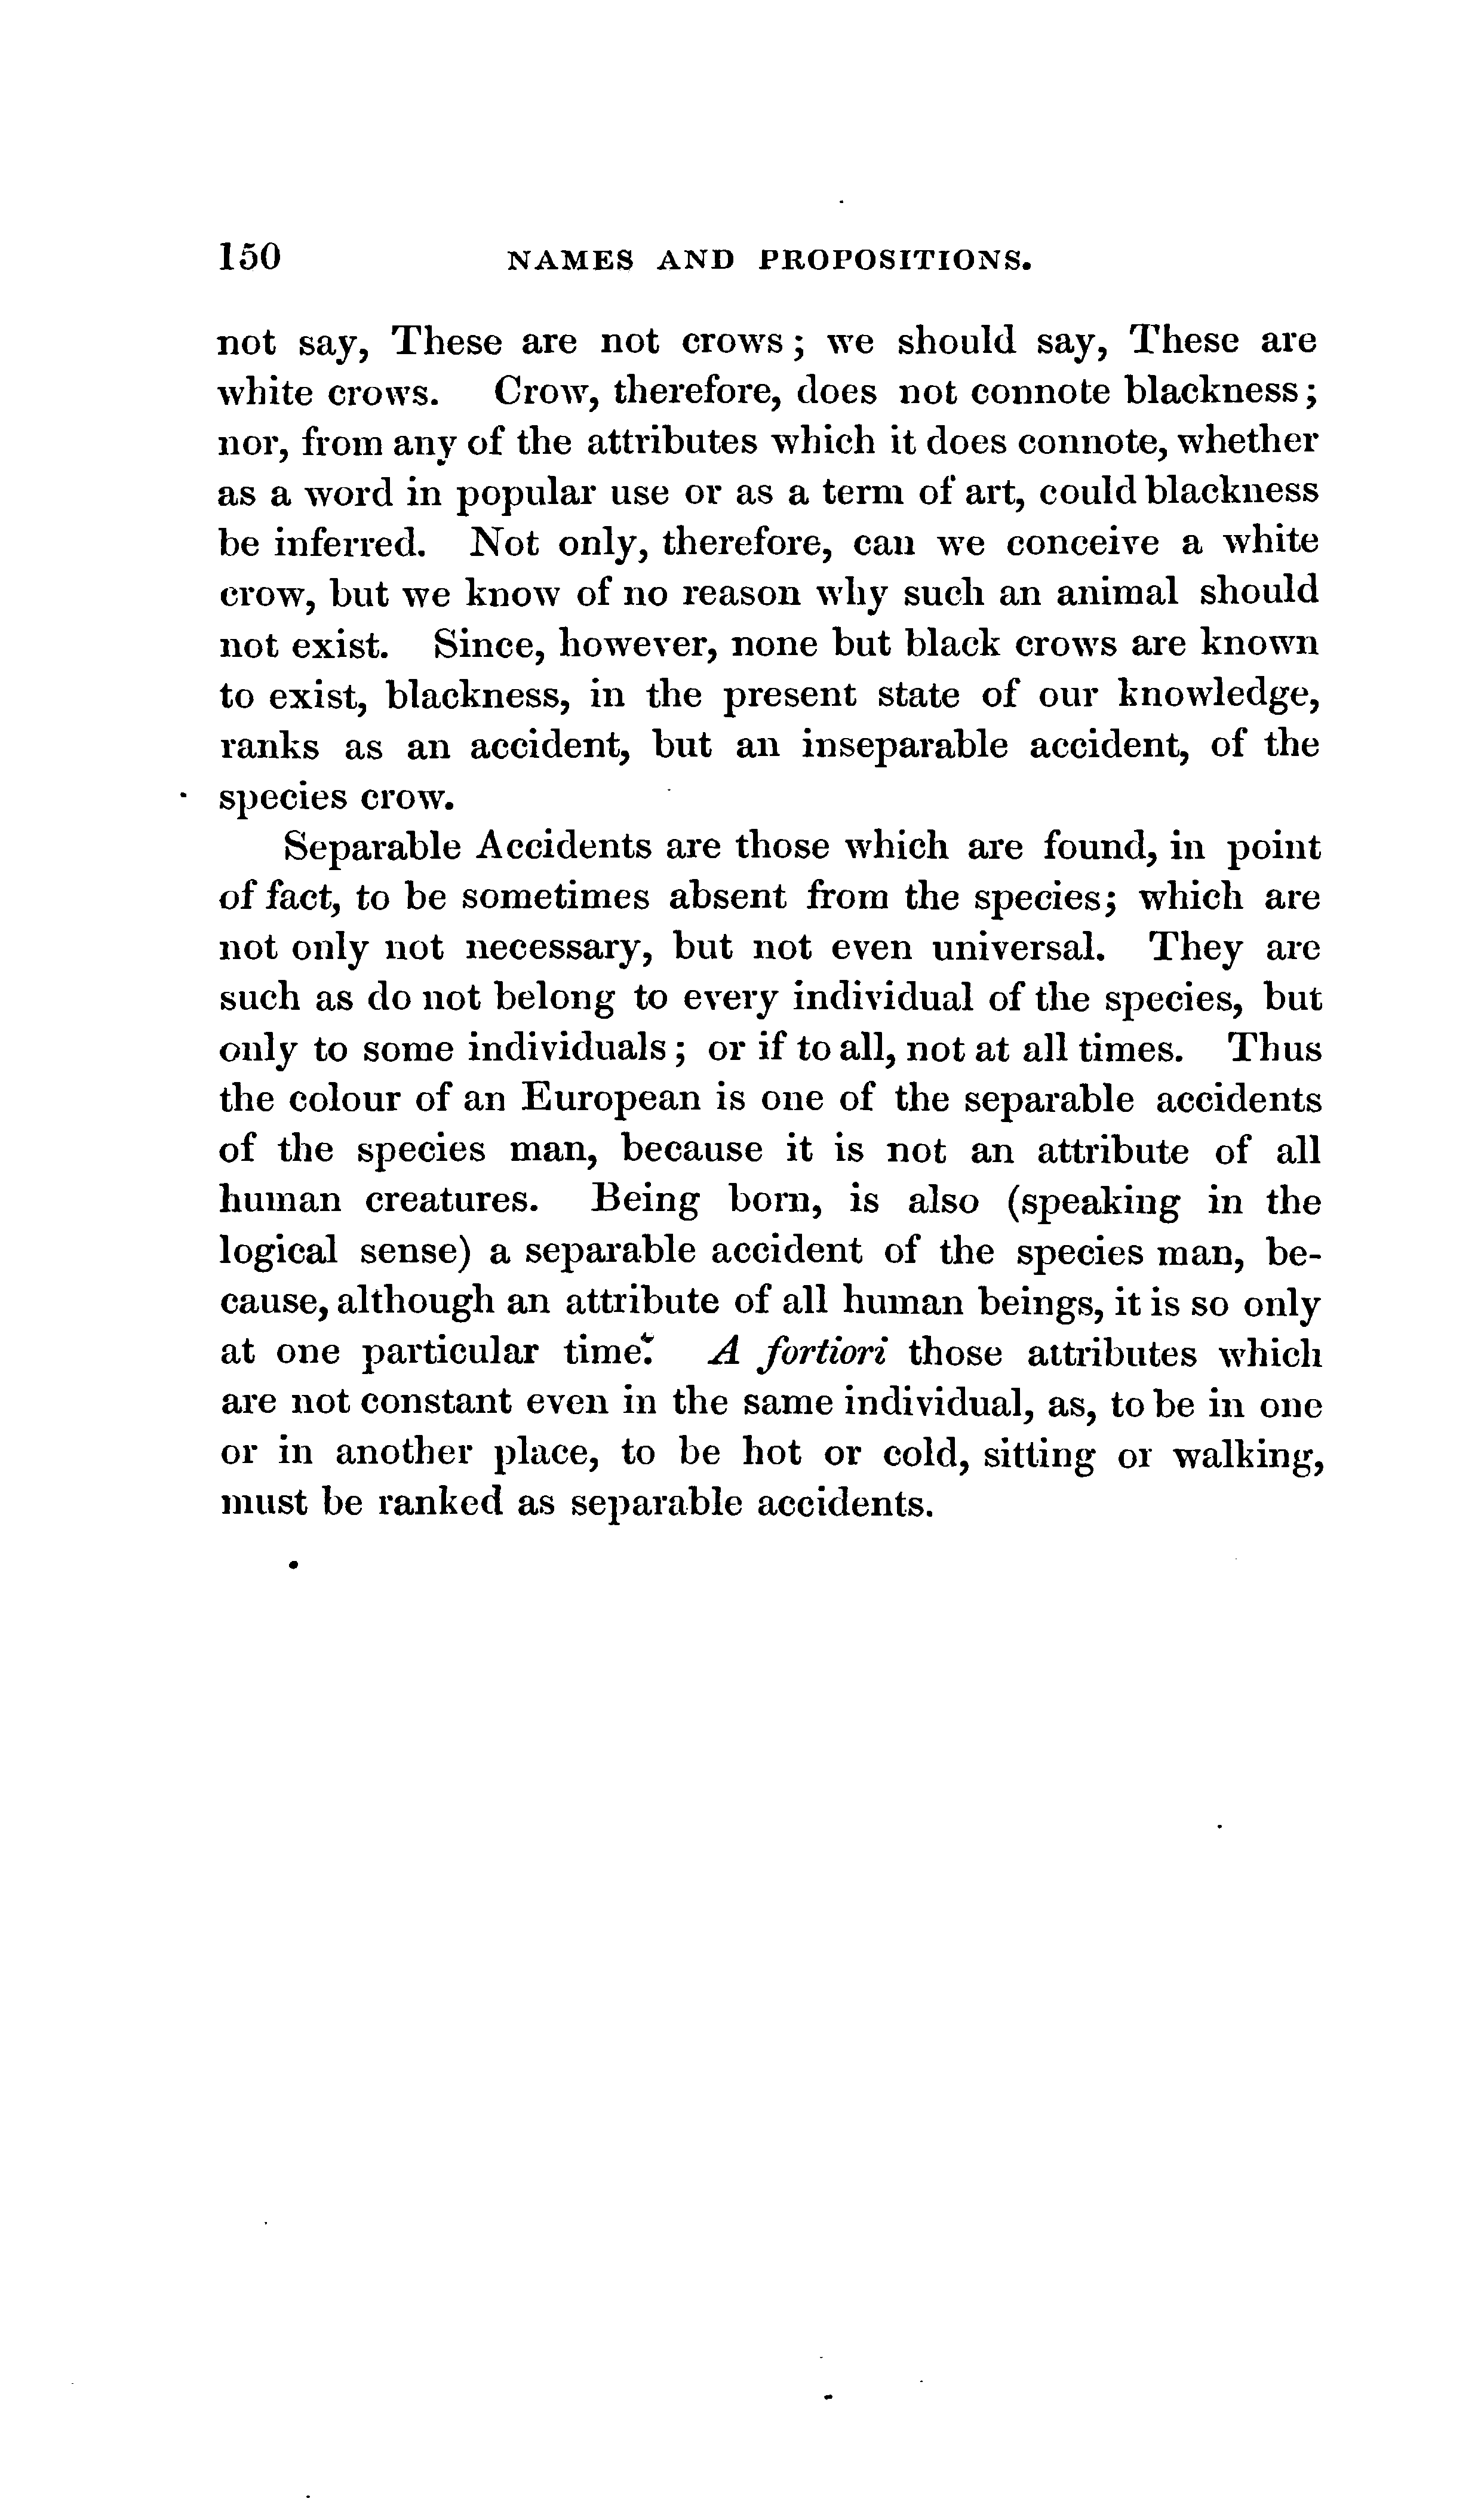 150 NAMES AND PROPOSITIONS.
not say, These are not crows; we should say, These are
white crows. Crow, therefore, does not connote blackness;
nor, from any of the attributes which it does connote, whether
as a word in popular use or as a term of art, could blackness
be inferred. Not only, therefore, can we conceive a white
crow, but we know of no reason why such an animal should
not exist. Since, however, none but black crows are known
to exist, blackness, in the present state of our knowledge,
ranks as an accident, but an inseparable accident, of the
species crow.
Separable Accidents are those which are found, in point
of fact, to be sometimes absent from the species; which are
not only not necessary, but not even universal. They are
such as do not belong to every individual of the species, but
only to some individuals; or if to all, not at all times. Thus
the colour of an European is one of the separable accidents
of the species man, because it is not an attribute of all
human creatures. Being born, is also (speaking in the
logical sense) a separable accident of the species man, be-
cause, although an attribute of all human beings, it is so only
at one particular time. A fortiori those attributes which
are not constant even in the same individual, as, to be in one
or in another place, to be hot or cold, sitting or walking,
must be ranked as separable accidents.